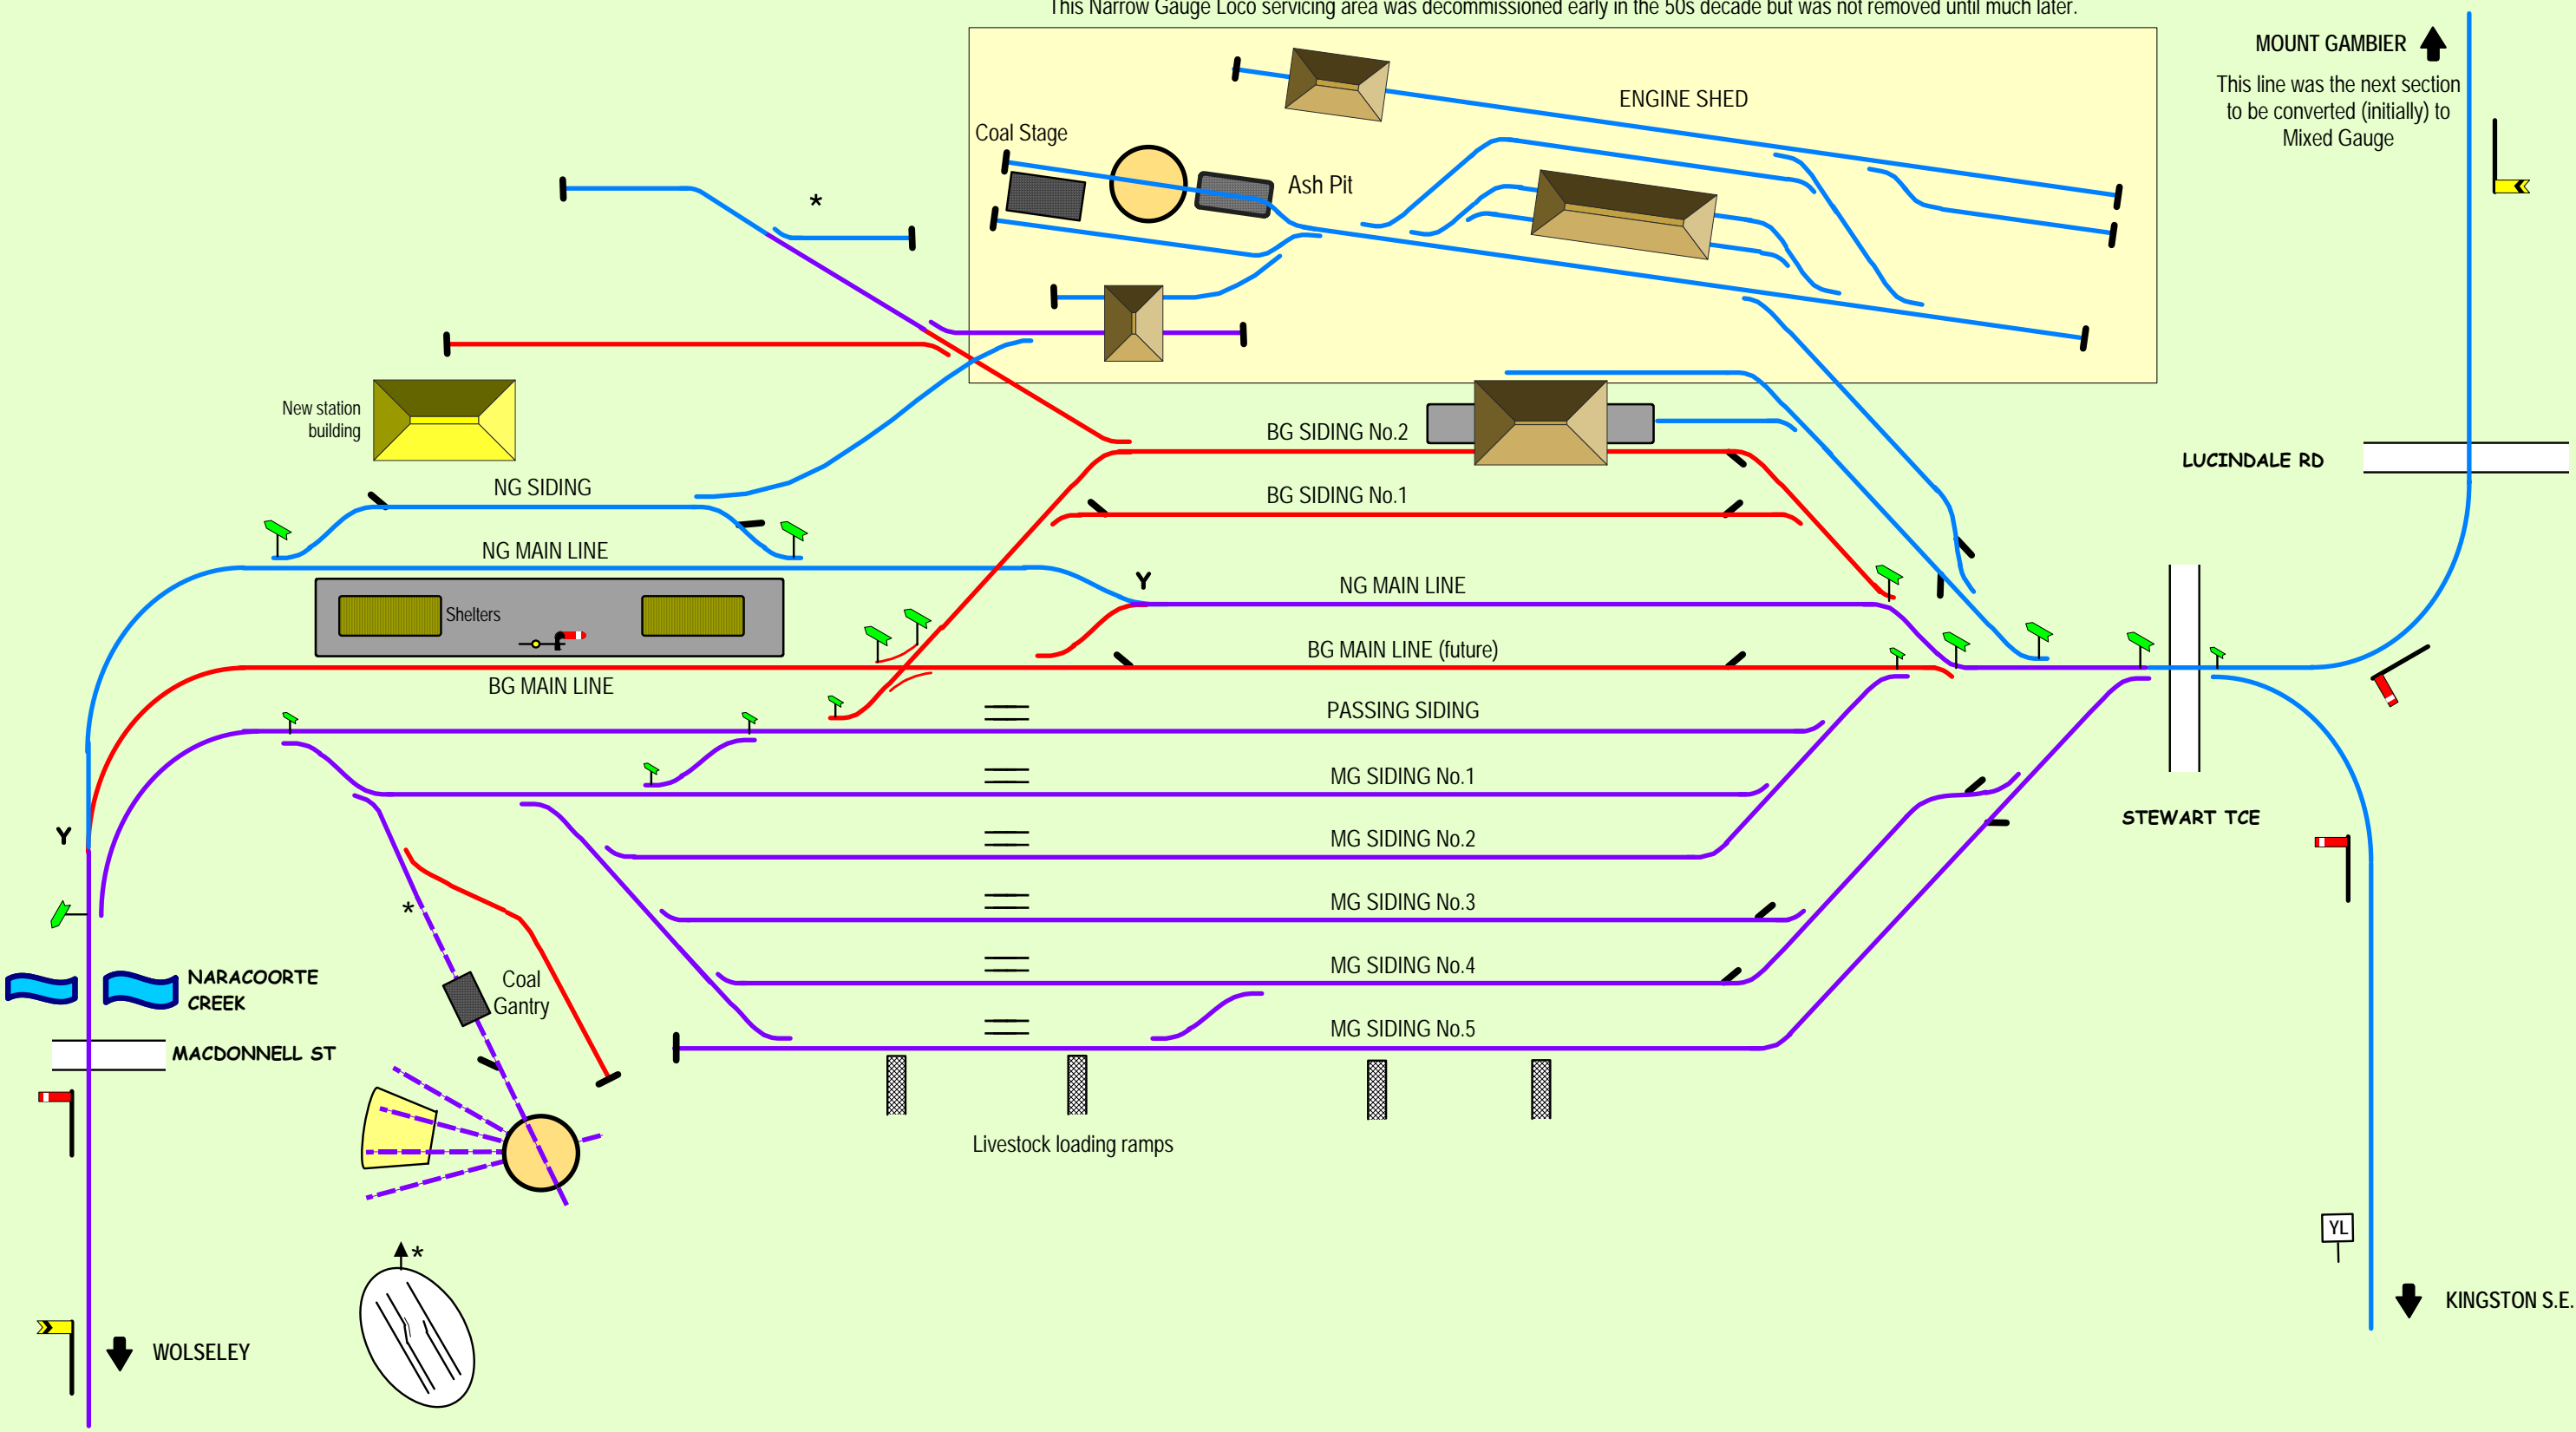 This Narrow Gauge Loco servicing area was decommissioned early in the 50s decade but was not removed until much later.
MOUNT GAMBIER
This line was the next section
to be converted (initially) to
Mixed Gauge
ENGINE SHED
Coal Stage
Ash Pit
*
New station
building
BG SIDING No.2
LUCINDALE RD
NG SIDING
BG SIDING No.1
NG MAIN LINE
Y
NG MAIN LINE
Shelters
BG MAIN LINE (future)
BG MAIN LINE
PASSING SIDING
MG SIDING No.1
STEWART TCE
Y
MG SIDING No.2
*
MG SIDING No.3
NARACOORTE
CREEK
Coal
Gantry
MG SIDING No.4
MG SIDING No.5
MACDONNELL ST
Livestock loading ramps
YL
*
KINGSTON S.E.
WOLSELEY